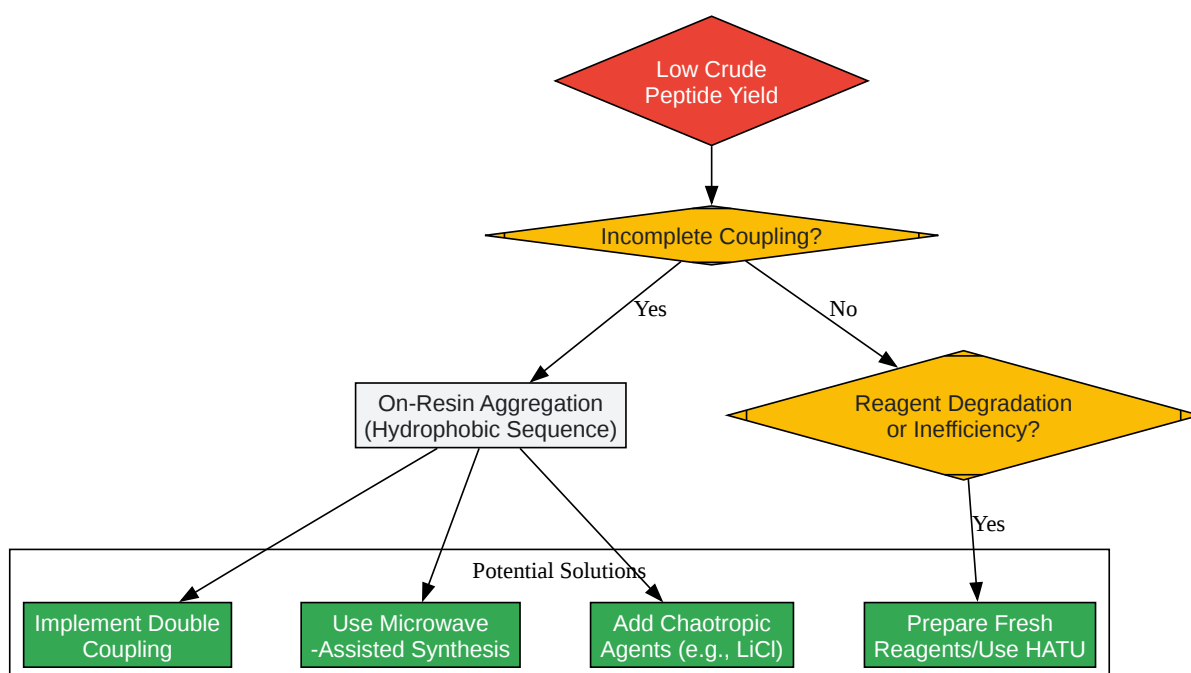 Low Crude
Peptide Yield
Incomplete Coupling?
Yes
No
On-Resin Aggregation
(Hydrophobic Sequence)
Reagent Degradation
or Inefficiency?
Yes
Potential Solutions
Implement Double
Coupling
Use Microwave
-Assisted Synthesis
Add Chaotropic
Agents (e.g., LiCl)
Prepare Fresh
Reagents/Use HATU